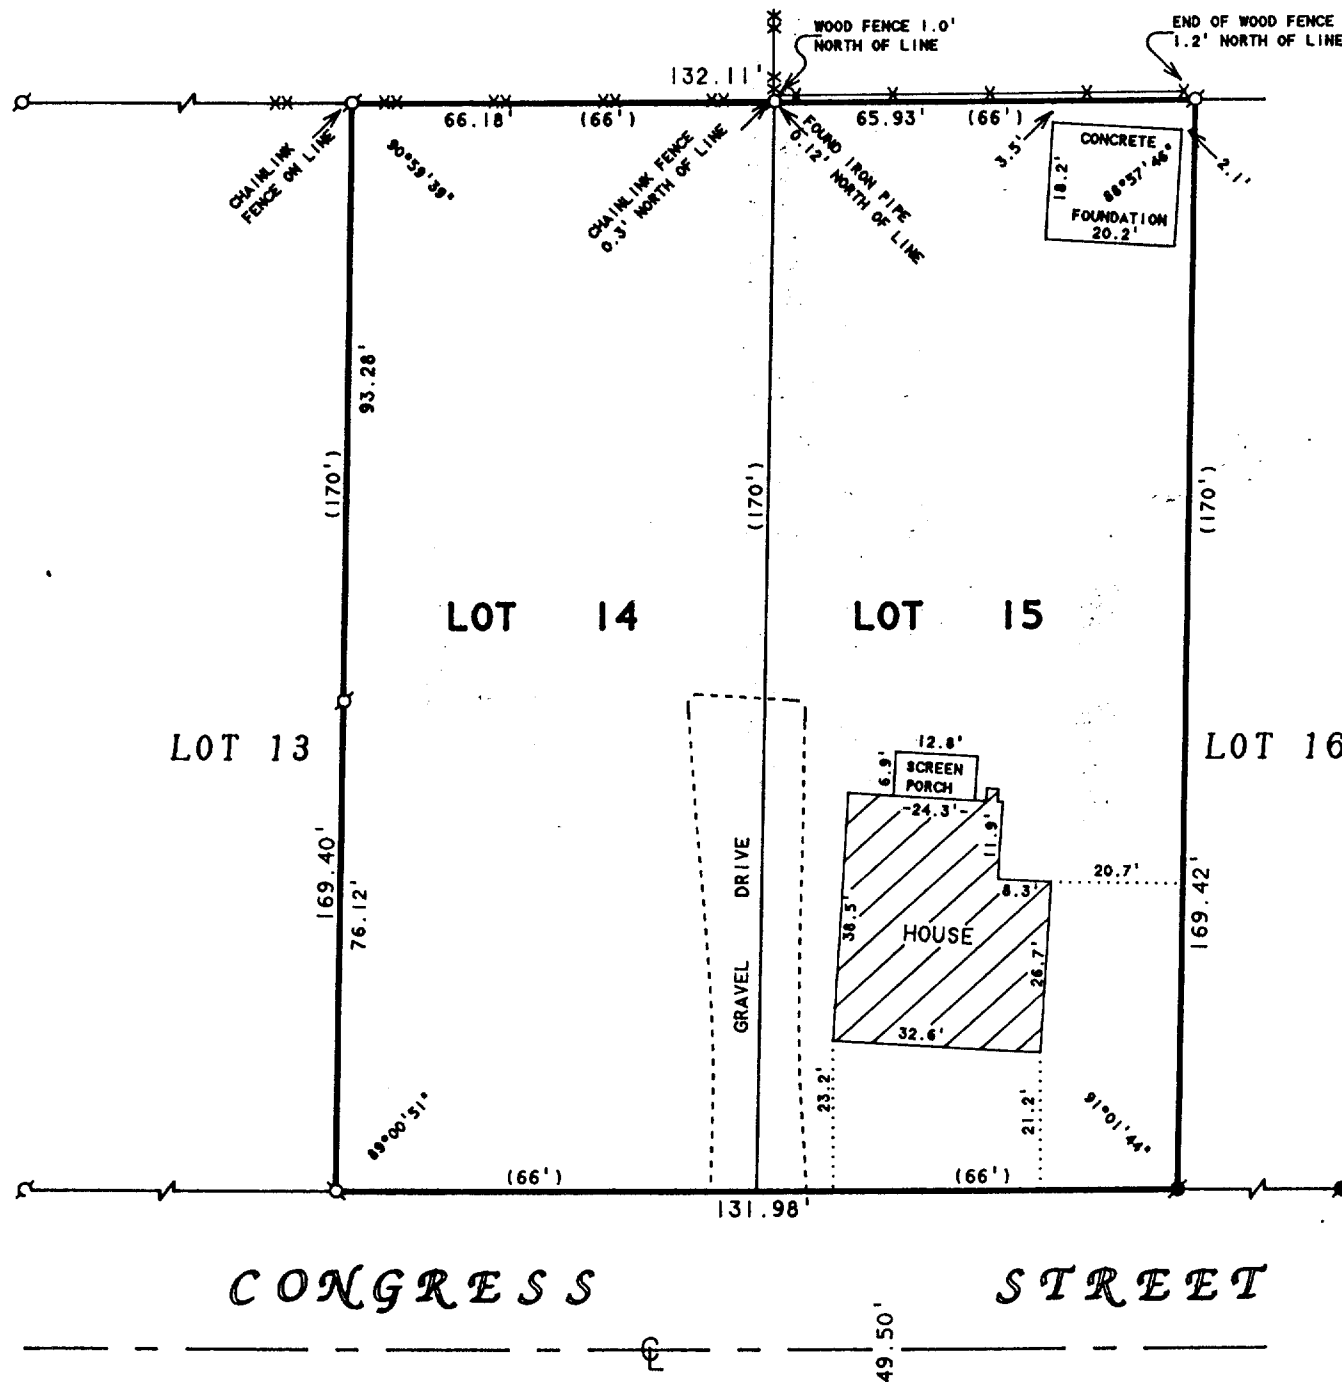 WOOD FENCE 1.0'
NORTH OF LINE
END OF WOOD FENCE
1.2' NORTH OF LINE
132.11'
66.18' (66')
65.93' (66')
CHAINLINK
FENCE ON LINE
90°59'39"
CHAINLINK FENCE
0.3' NORTH OF LINE
FOUND IRON PIPE
0.12' NORTH OF LINE
3.5'
CONCRETE
18.2'
88°57'46"
FOUNDATION
20.2'
2.1'
93.28'
(170')
(170')
(170')
LOT 14
LOT 15
LOT 13
LOT 16
12.8'
6.9'
SCREEN
PORCH
-24.3'-
11.9'
8.3'
20.7'
38.5'
HOUSE
26.7'
32.6'
GRAVEL DRIVE
169.40'
76.12'
169.42'
23.2'
21.2'
89°00'51"
91°01'44"
(66')
(66')
131.98'
CONGRESS STREET
49.50'
℄